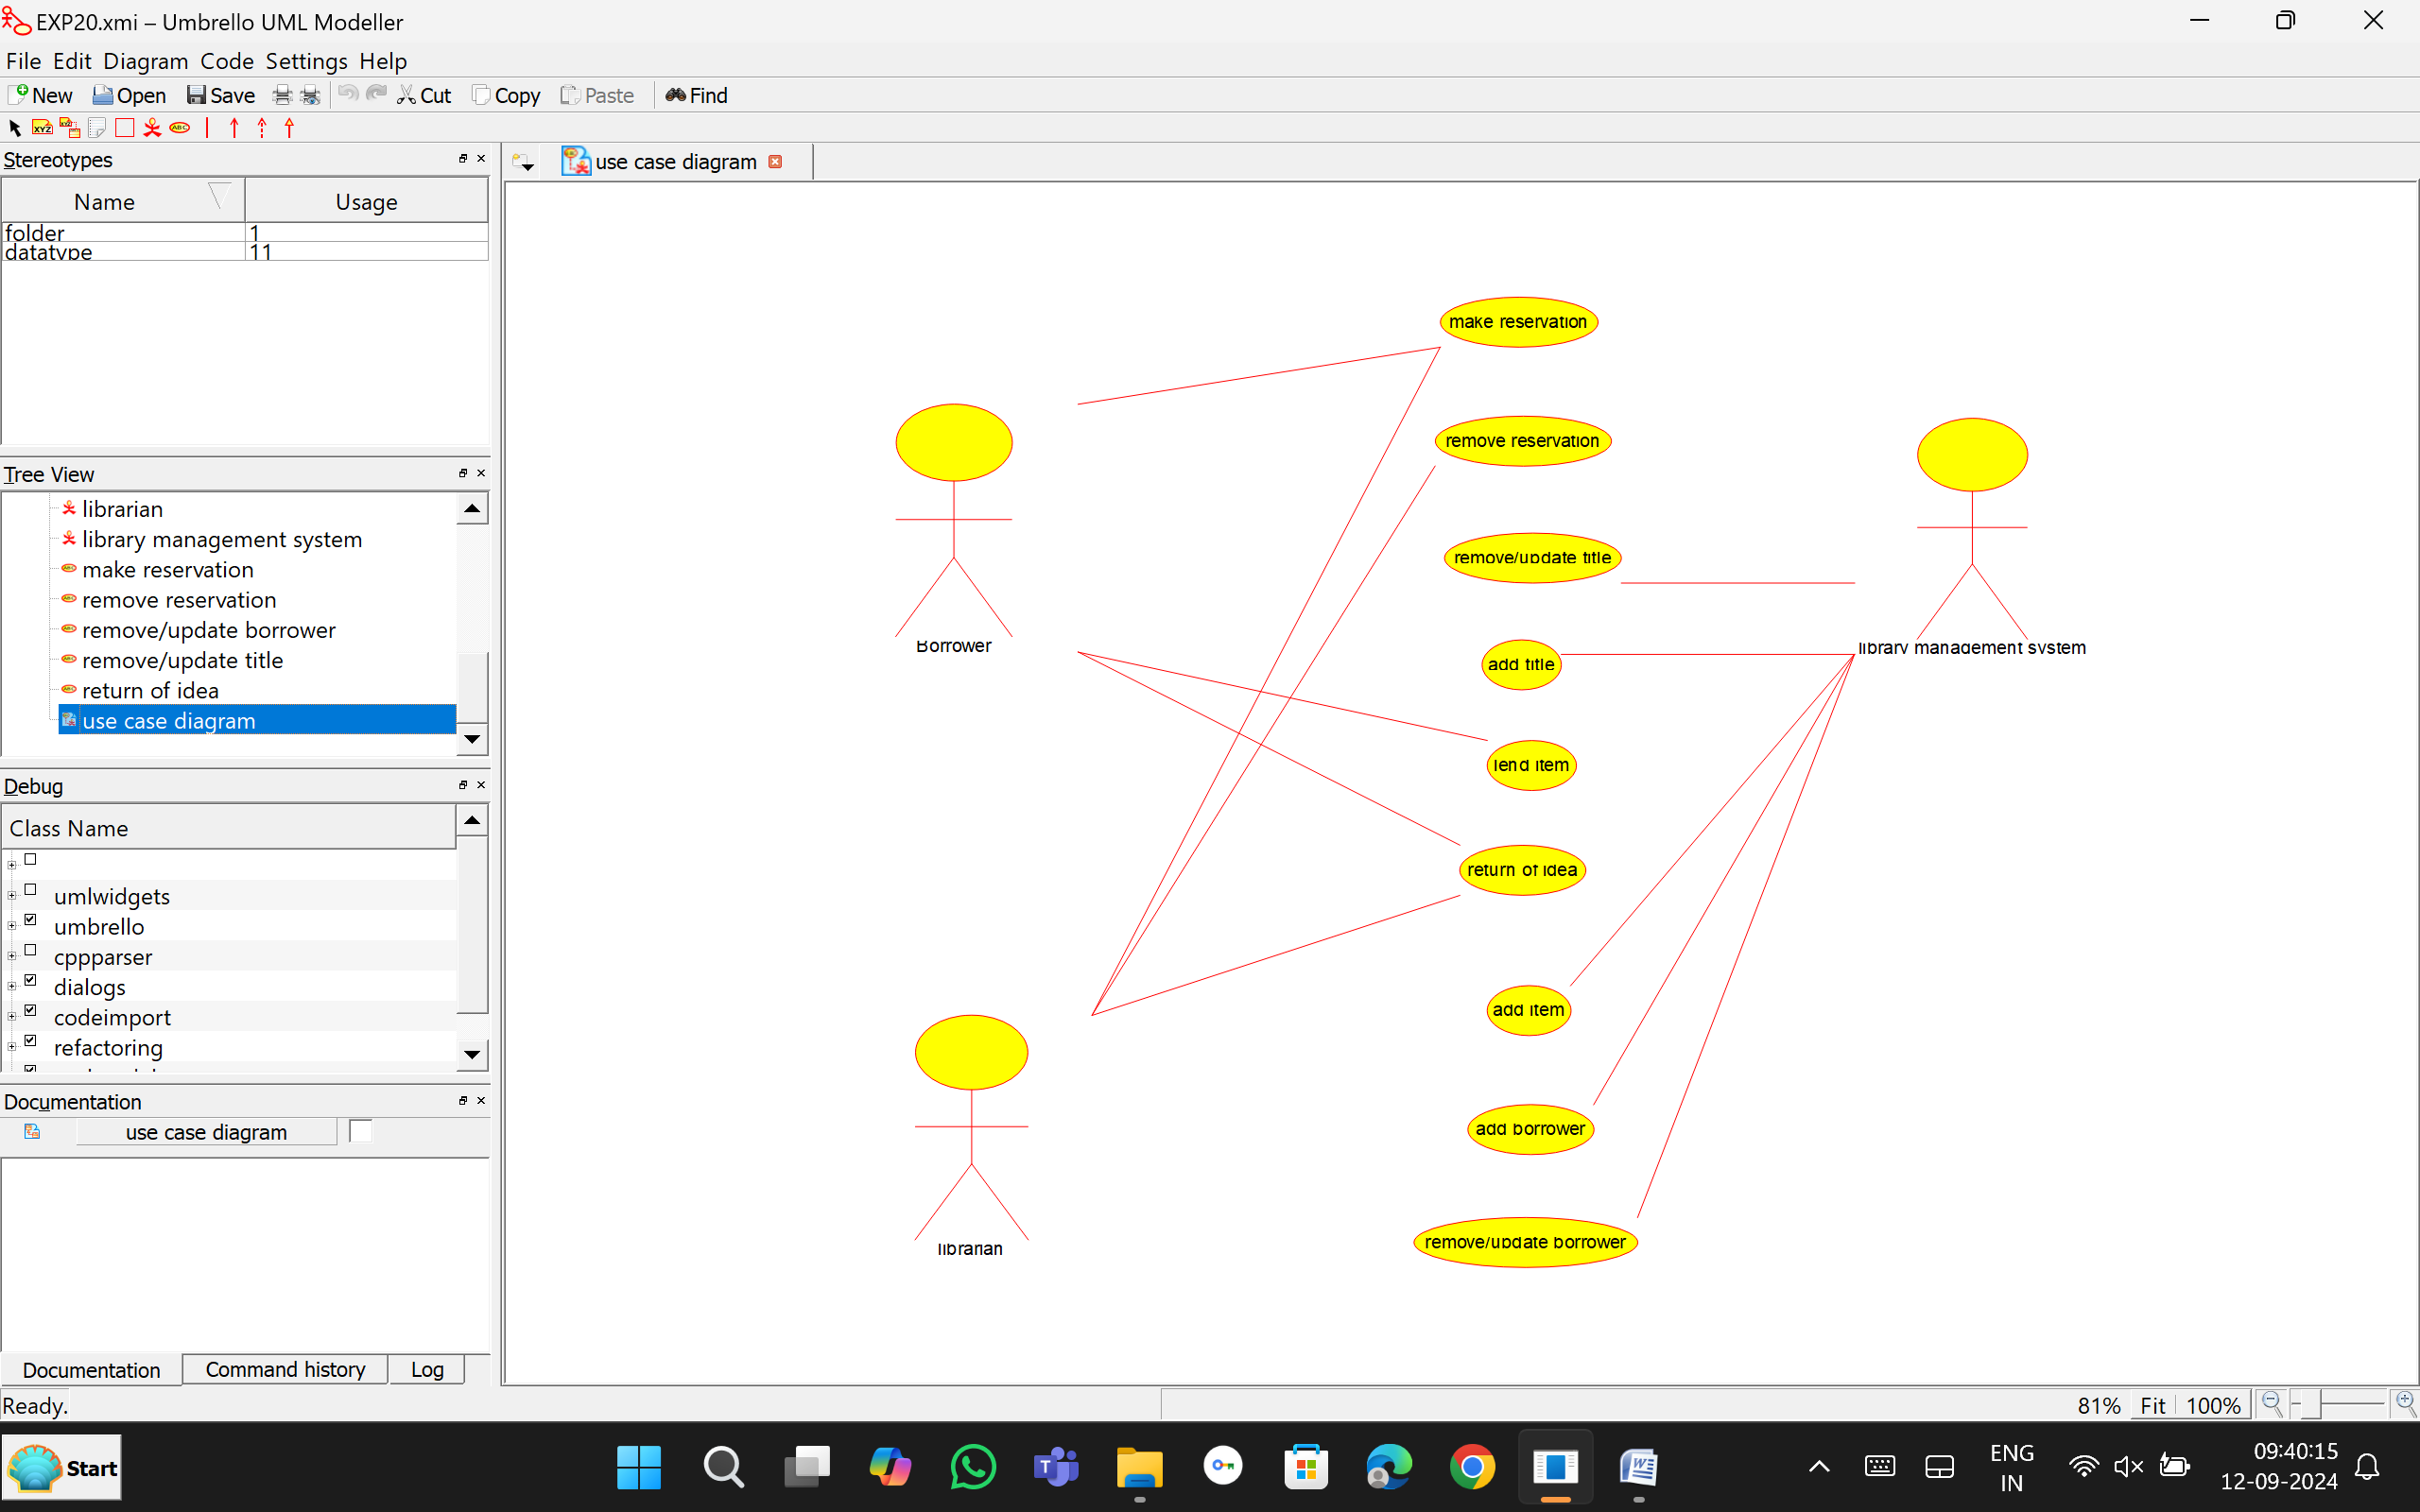 EXP20.xmi – Umbrello UML Modeller
File Edit Diagram Code Settings Help
New Open Save Cut Copy Paste Find
XYZ XYZ ABC
Stereotypes
Name Usage
folder 1
datatype 11
Tree View
librarian
library management system
make reservation
remove reservation
remove/update borrower
remove/update title
return of idea
use case diagram
Debug
Class Name
umlwidgets
umbrello
cppparser
dialogs
codeimport
refactoring
Documentation
use case diagram
Documentation Command history Log
Ready.
use case diagram
make reservation
remove reservation
remove/update title
Borrower
library management system
add title
lend item
return of idea
add item
add borrower
librarian
remove/update borrower
81% Fit 100%
Start
ENG
IN
09:40:15
12-09-2024